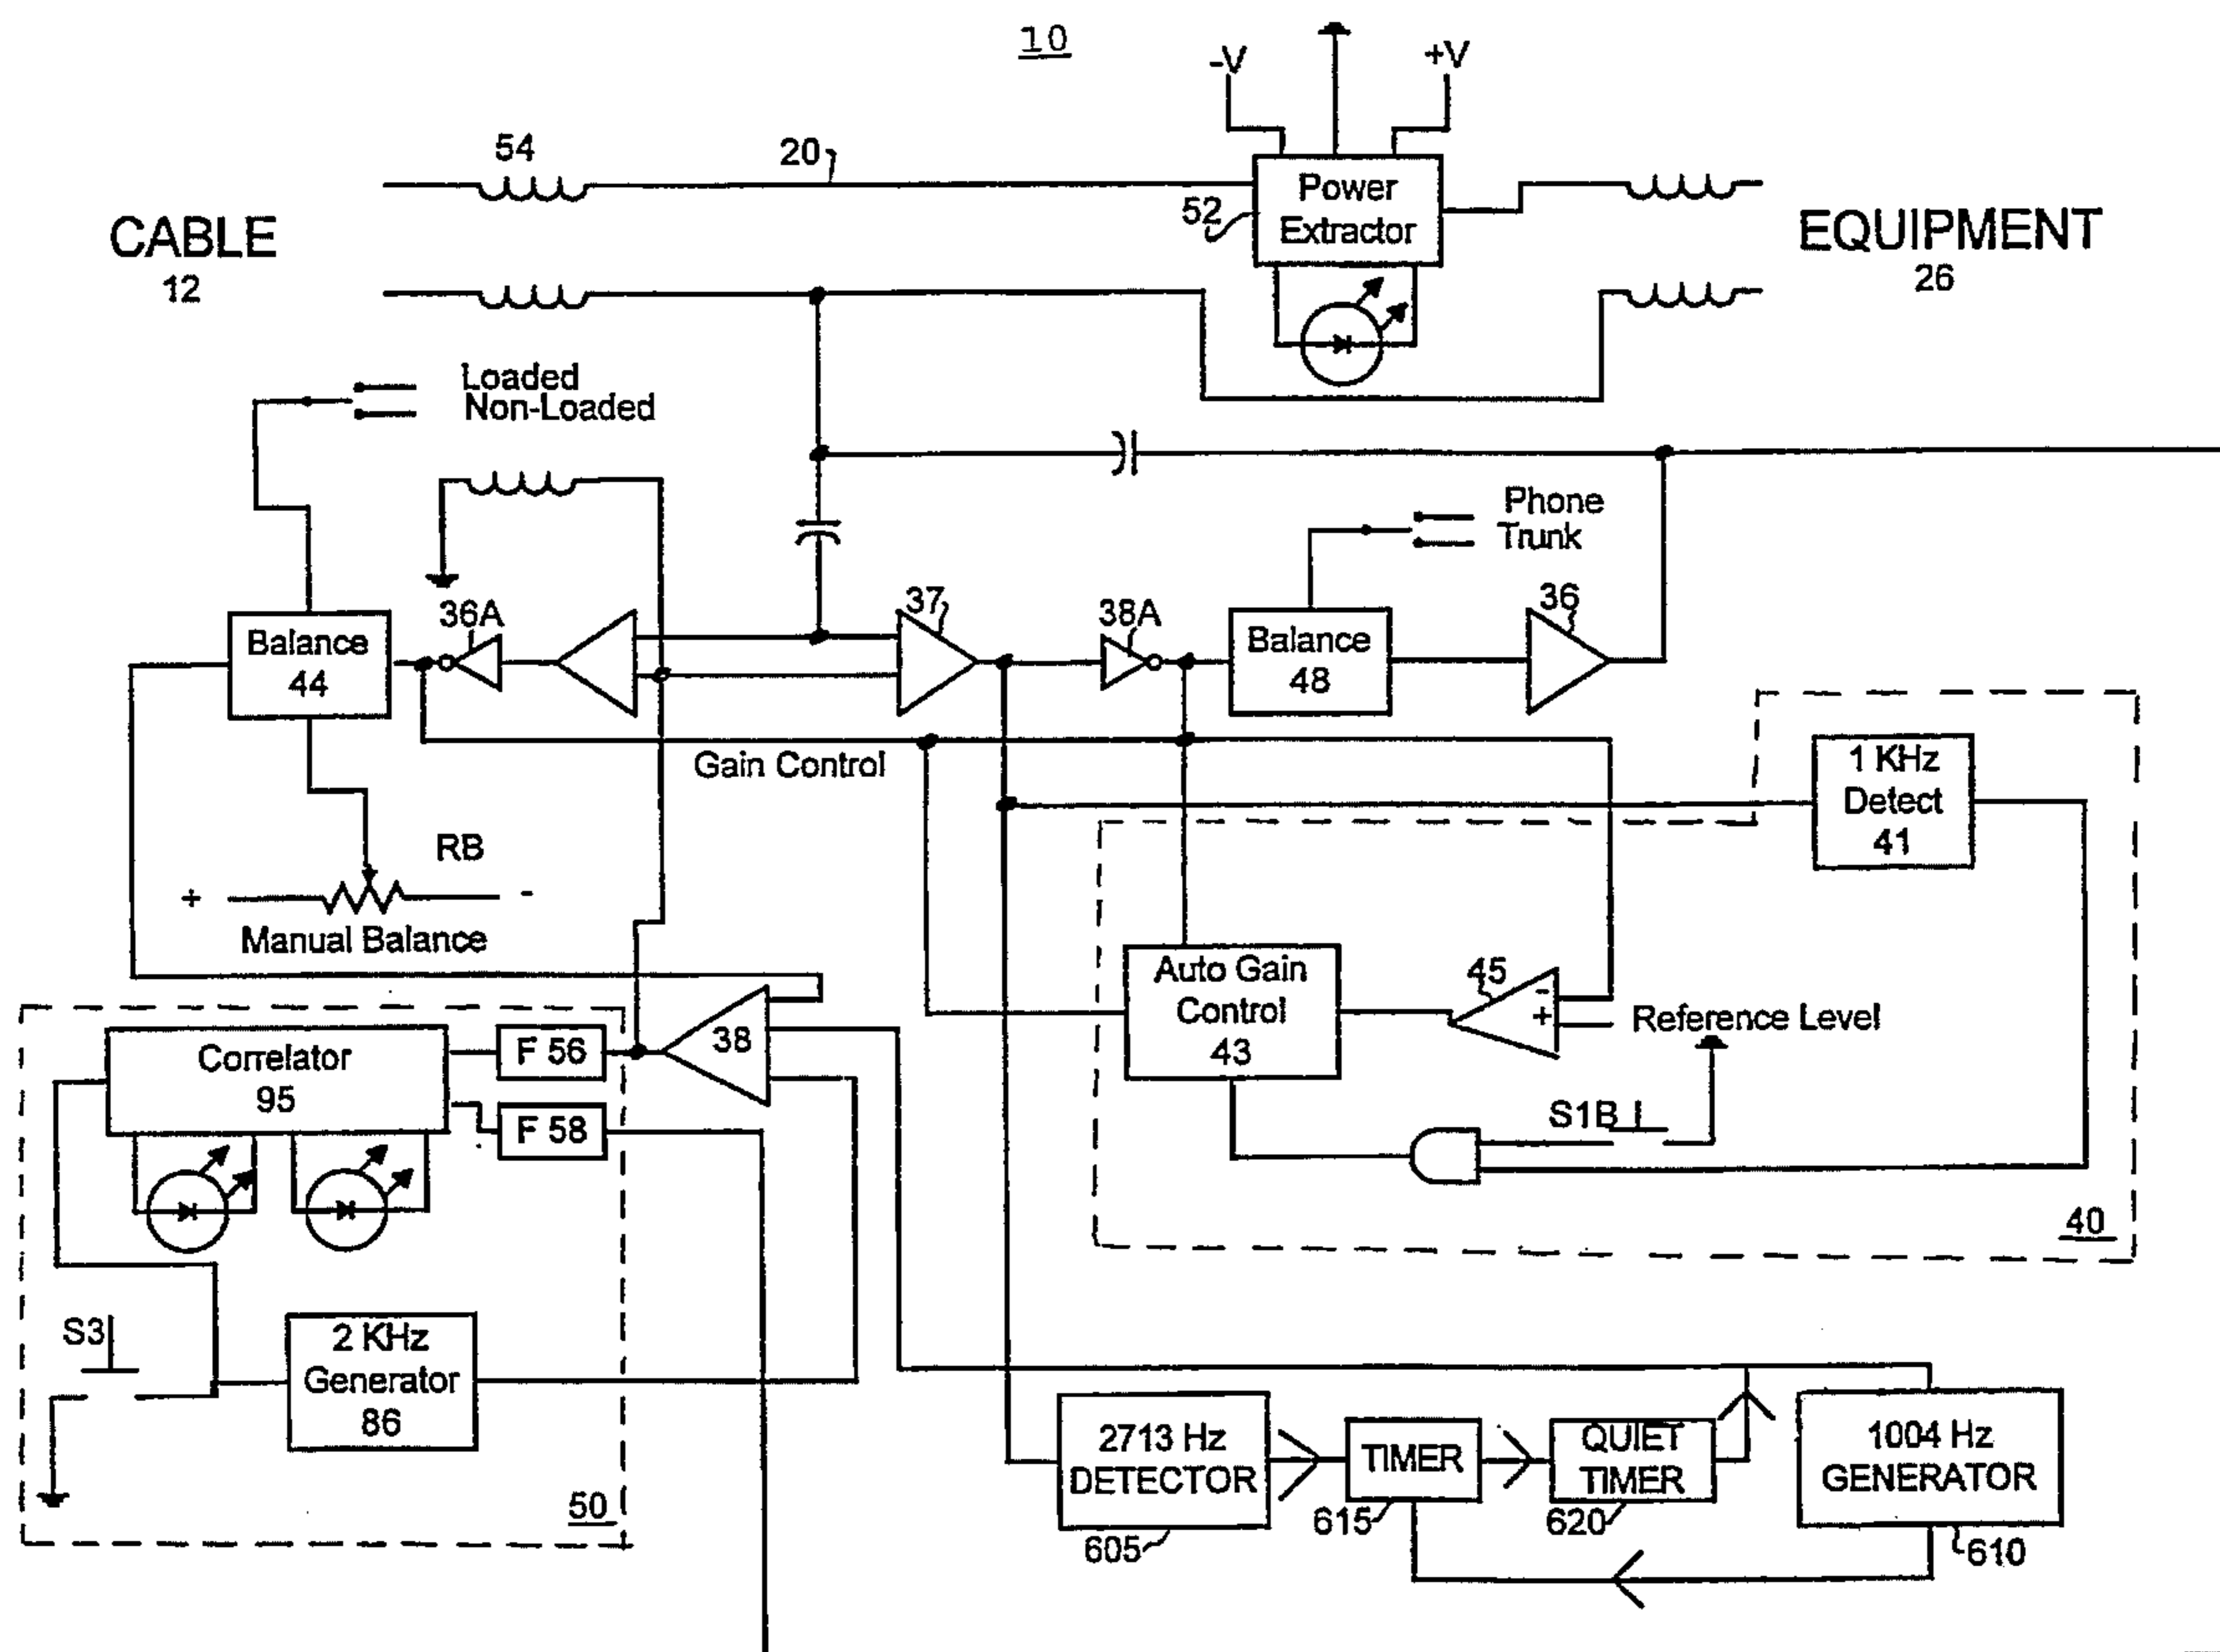 10
-V
+V
54
20
Power
Extractor
52
CABLE
12
EQUIPMENT
26
Loaded
Non-Loaded
Phone
Trunk
36A
37
38A
36
Balance
44
Balance
48
Gain Control
1 KHz
Detect
41
RB
+
-
Manual Balance
Auto Gain
Control
43
45
-
+
Reference Level
Correlator
95
F 56
F 58
38
S1B
40
S3
2 KHz
Generator
86
50
2713 Hz
DETECTOR
605
TIMER
615
QUIET
TIMER
620
1004 Hz
GENERATOR
610